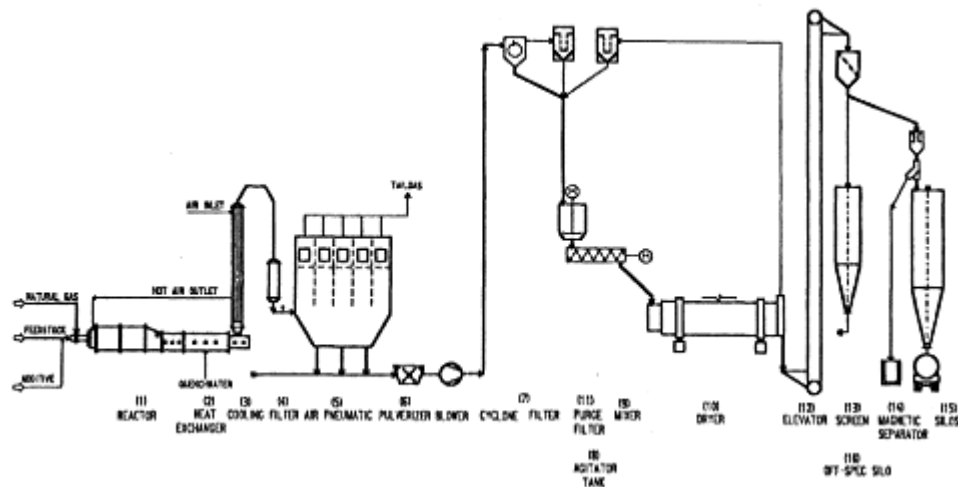 TAILGAS
AIR INLET
HOT AIR OUTLET
NATURAL GAS
FEEDSTOCK
ADDITIVE
QUENCHWATER
M
M
(1) (2) (3) (4) (5) (6) (7) (11) (9) (10) (12) (13) (14) (15)
REACTOR HEAT COOLING FILTER AIR PNEUMATIC PULVERIZER BLOWER CYCLONE FILTER PURGE MIXER DRYER ELEVATOR SCREEN MAGNETIC SILOS
EXCHANGER FILTER SEPARATOR
(8) (16)
AGITATOR OFF-SPEC SILO
TANK